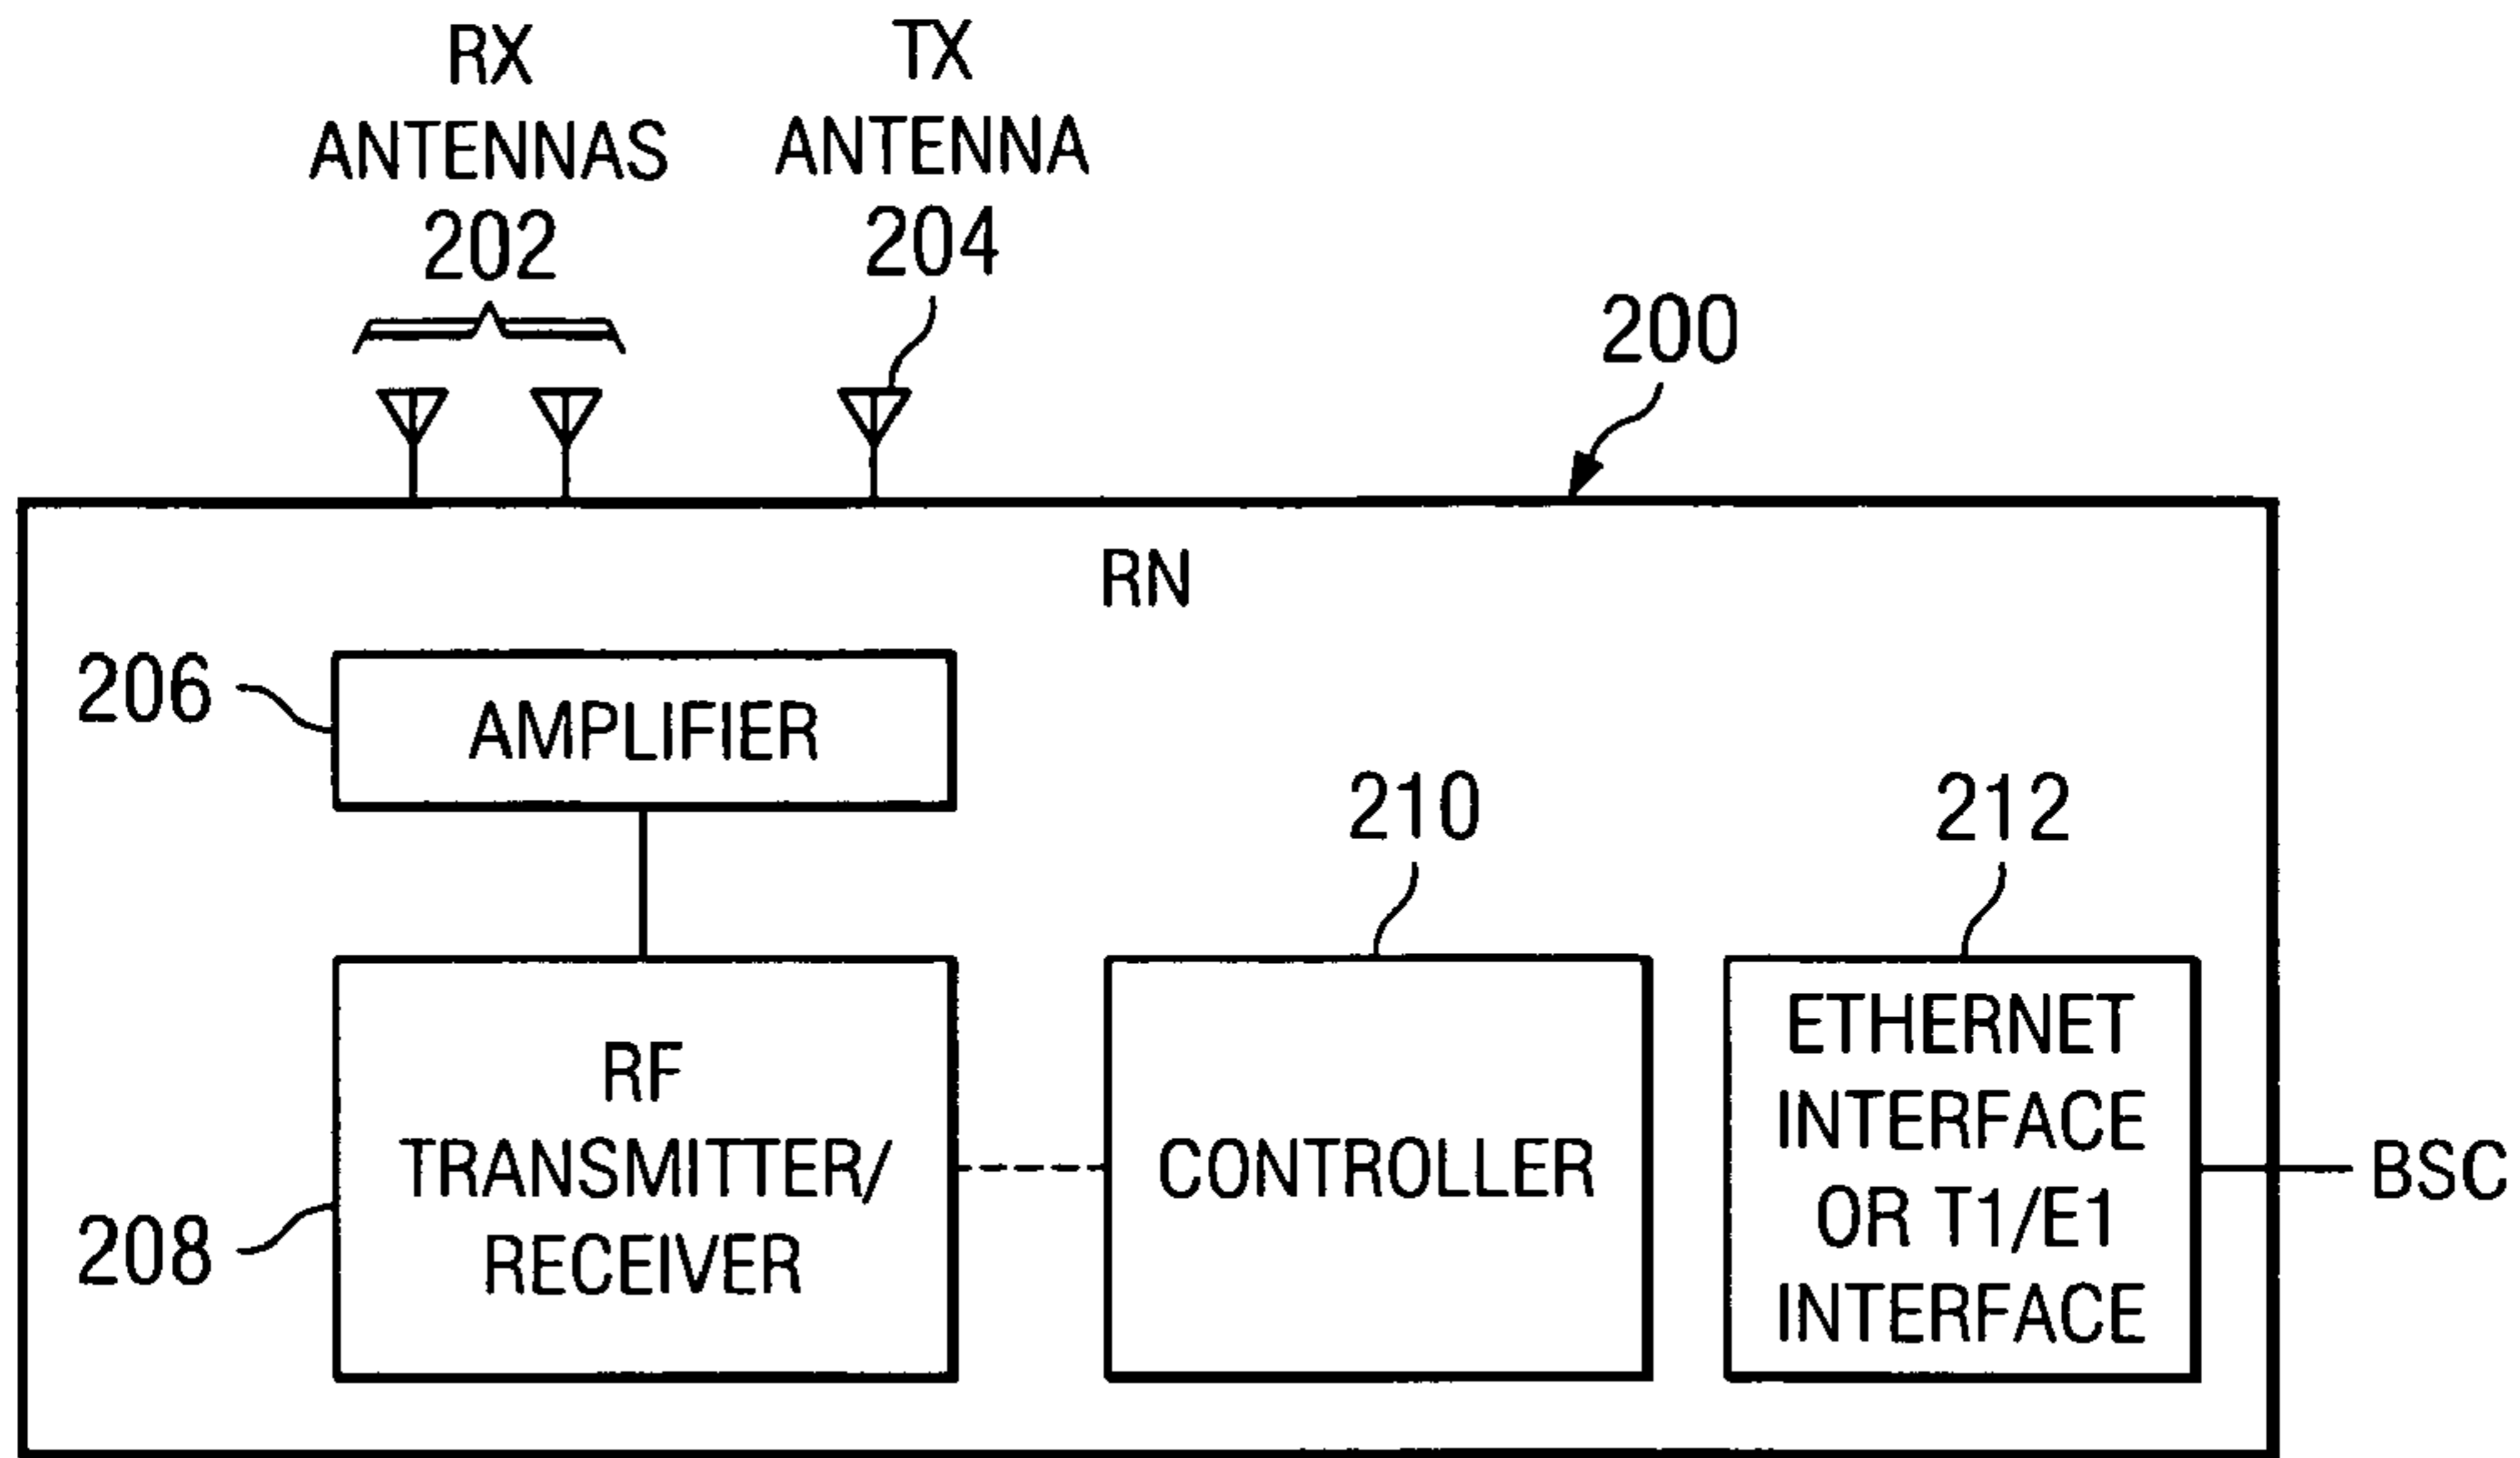 RX
ANTENNAS
202
TX
ANTENNA
204
200
RN
206
AMPLIFIER
210
212
RF
TRANSMITTER/
RECEIVER
208
CONTROLLER
ETHERNET
INTERFACE
OR T1/E1
INTERFACE
BSC